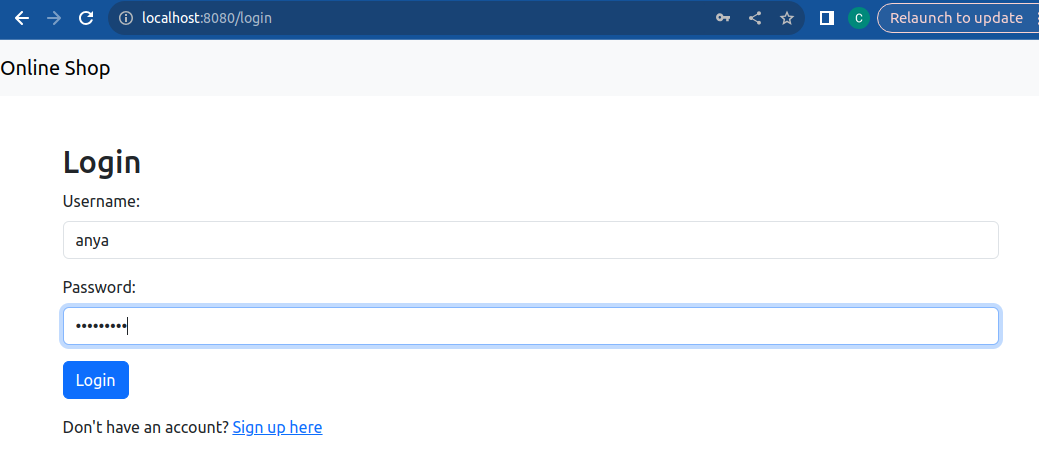 localhost:8080/login
C
Relaunch to update
Online Shop
Login
Username:
anya
Password:
•••••••••
Login
Don't have an account? Sign up here